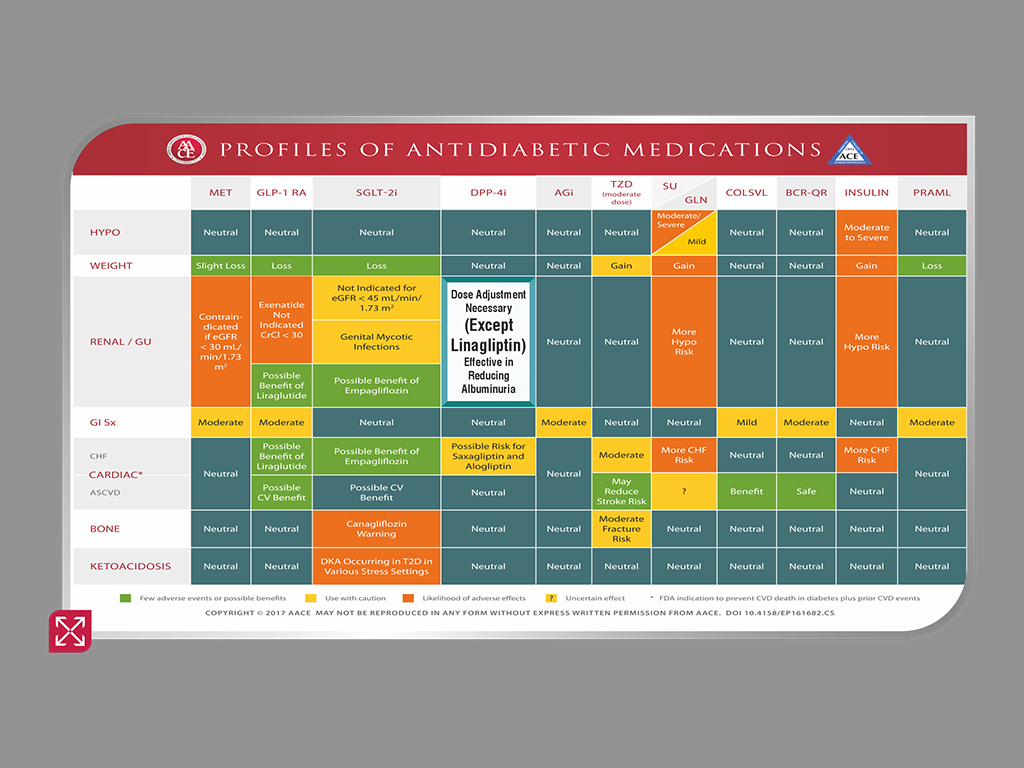 PROFILES OF ANTIDIABETIC MEDICATIONS
AACE
ACE
MET
GLP-1 RA
SGLT-2i
DPP-4i
AGi
TZD
(moderate
dose)
SU
GLN
COLSVL
BCR-QR
INSULIN
PRAML
HYPO
Neutral
Neutral
Neutral
Neutral
Neutral
Neutral
Moderate/
Severe
Mild
Neutral
Neutral
Moderate
to Severe
Neutral
WEIGHT
Slight Loss
Loss
Loss
Neutral
Neutral
Gain
Gain
Neutral
Neutral
Gain
Loss
RENAL / GU
Contrain-
dicated
if eGFR
< 30 mL/
min/1.73
m²
Exenatide
Not
Indicated
CrCl < 30
Possible
Benefit of
Liraglutide
Not Indicated for
eGFR < 45 mL/min/
1.73 m²
Genital Mycotic
Infections
Possible Benefit of
Empagliflozin
Dose Adjustment
Necessary
(Except
Linagliptin)
Effective in
Reducing
Albuminuria
Neutral
Neutral
More
Hypo
Risk
Neutral
Neutral
More
Hypo Risk
Neutral
GI Sx
Moderate
Moderate
Neutral
Neutral
Moderate
Neutral
Neutral
Mild
Moderate
Neutral
Moderate
CHF
CARDIAC*
ASCVD
Neutral
Possible
Benefit of
Liraglutide
Possible
CV Benefit
Possible Benefit of
Empagliflozin
Possible CV
Benefit
Possible Risk for
Saxagliptin and
Alogliptin
Neutral
Neutral
Moderate
May
Reduce
Stroke Risk
More CHF
Risk
?
Neutral
Benefit
Neutral
Safe
More CHF
Risk
Neutral
Neutral
BONE
Neutral
Neutral
Canagliflozin
Warning
Neutral
Neutral
Moderate
Fracture
Risk
Neutral
Neutral
Neutral
Neutral
Neutral
KETOACIDOSIS
Neutral
Neutral
DKA Occurring in T2D in
Various Stress Settings
Neutral
Neutral
Neutral
Neutral
Neutral
Neutral
Neutral
Neutral
Few adverse events or possible benefits
Use with caution
Likelihood of adverse effects
? Uncertain effect
* FDA indication to prevent CVD death in diabetes plus prior CVD events
COPYRIGHT © 2017 AACE MAY NOT BE REPRODUCED IN ANY FORM WITHOUT EXPRESS WRITTEN PERMISSION FROM AACE. DOI 10.4158/EP161682.CS